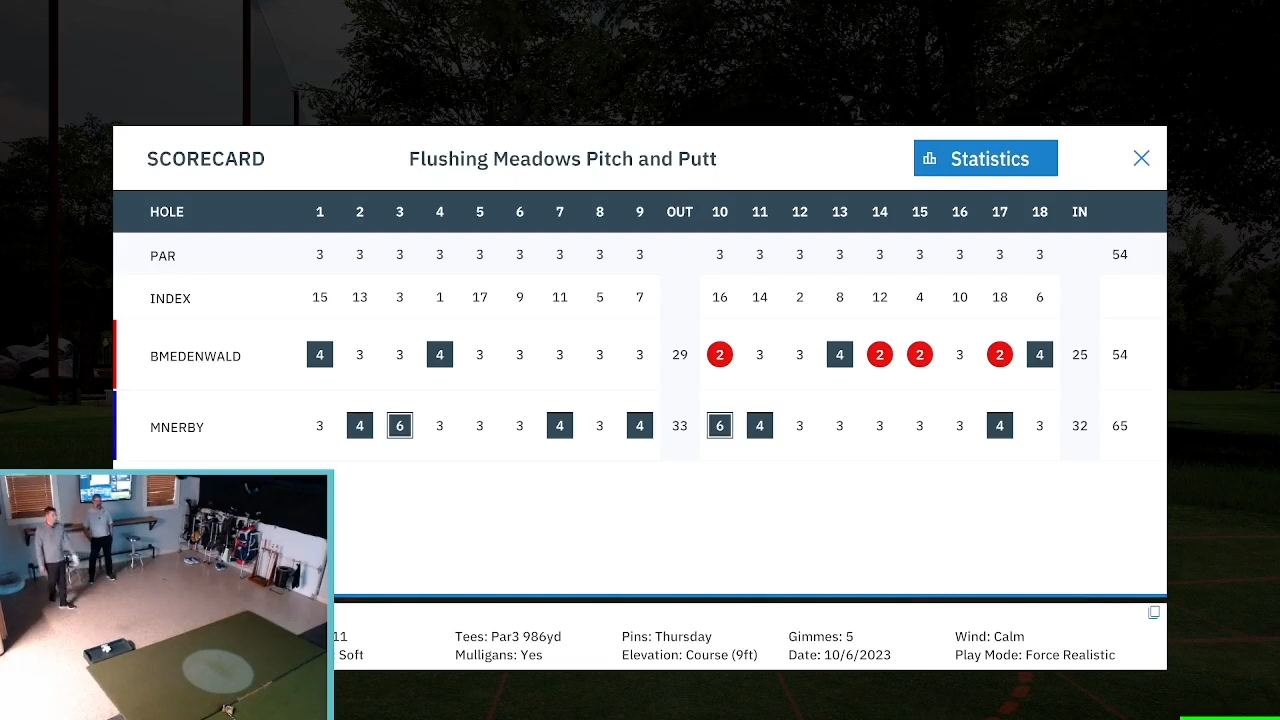 SCORECARD Flushing Meadows Pitch and Putt Statistics
HOLE 1 2 3 4 5 6 7 8 9 OUT 10 11 12 13 14 15 16 17 18 IN
PAR 3 3 3 3 3 3 3 3 3 3 3 3 3 3 3 3 3 3 54
INDEX 15 13 3 1 17 9 11 5 7 16 14 2 8 12 4 10 18 6
BMEDENWALD 4 3 3 4 3 3 3 3 3 29 2 3 3 4 2 2 3 2 4 25 54
MNERBY 3 4 6 3 3 3 4 3 4 33 6 4 3 3 3 3 3 4 3 32 65
11 Tees: Par3 986yd Pins: Thursday Gimmes: 5 Wind: Calm
Soft Mulligans: Yes Elevation: Course (9ft) Date: 10/6/2023 Play Mode: Force Realistic